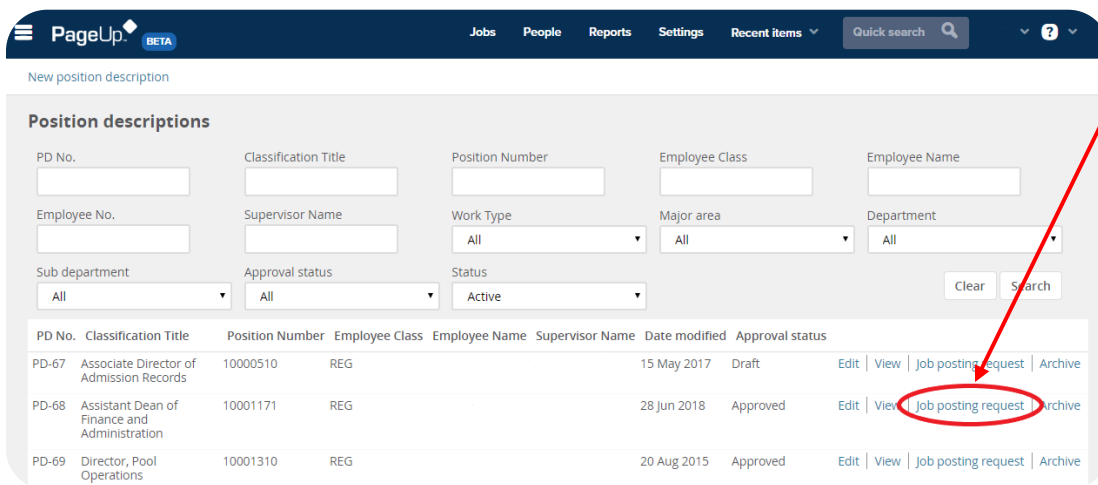 PageUp. BETA Jobs People Reports Settings Recent items Quick search ?
New position description
Position descriptions
PD No. Classification Title Position Number Employee Class Employee Name
Employee No. Supervisor Name Work Type Major area Department
All All All
Sub department Approval status Status
All All Active Clear Search
PD No. Classification Title Position Number Employee Class Employee Name Supervisor Name Date modified Approval status
PD-67 Associate Director of 10000510 REG 15 May 2017 Draft Edit | View | Job posting request | Archive
Admission Records
PD-68 Assistant Dean of 10001171 REG 28 Jun 2018 Approved Edit | View | Job posting request | Archive
Finance and
Administration
PD-69 Director, Pool 10001310 REG 20 Aug 2015 Approved Edit | View | Job posting request | Archive
Operations